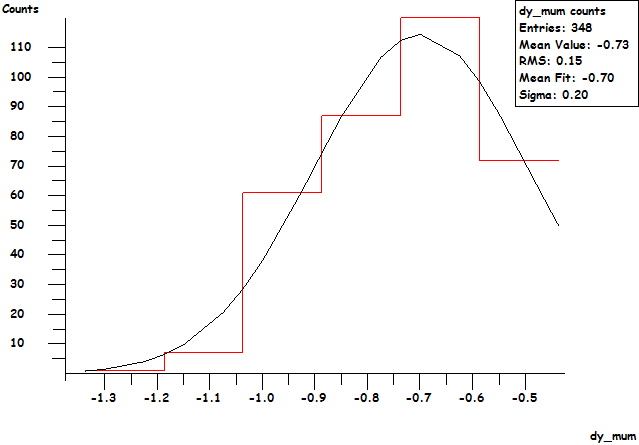 Counts
dy_mum counts
Entries: 348
Mean Value: -0.73
RMS: 0.15
Mean Fit: -0.70
Sigma: 0.20
110
100
90
80
70
60
50
40
30
20
10
-1.3 -1.2 -1.1 -1.0 -0.9 -0.8 -0.7 -0.6 -0.5
dy_mum